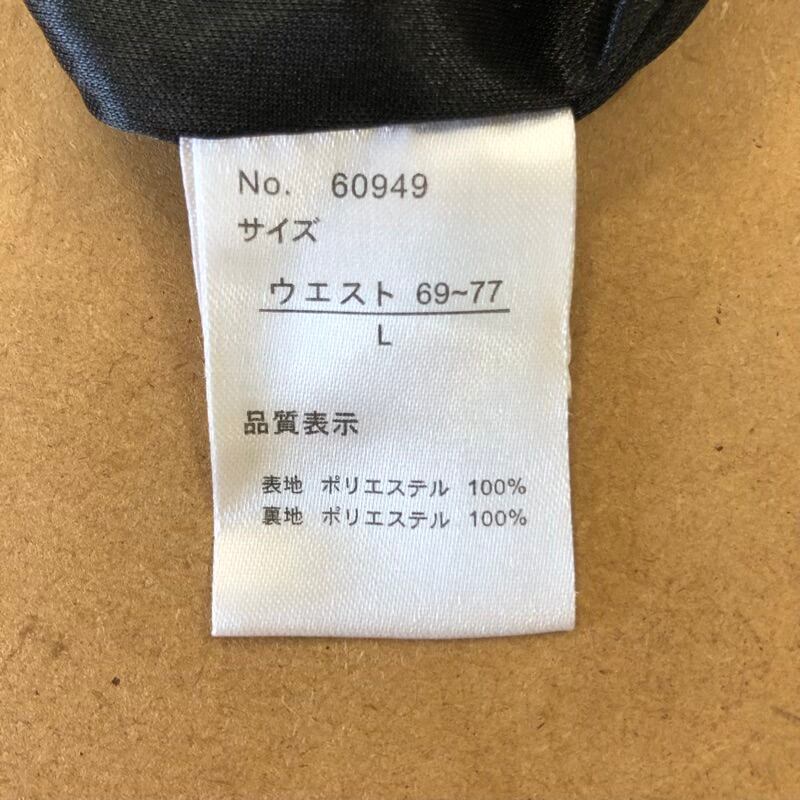 No. 60949
サイズ
ウエスト 69~77
L
品質表示
表地 ポリエステル 100%
裏地 ポリエステル 100%